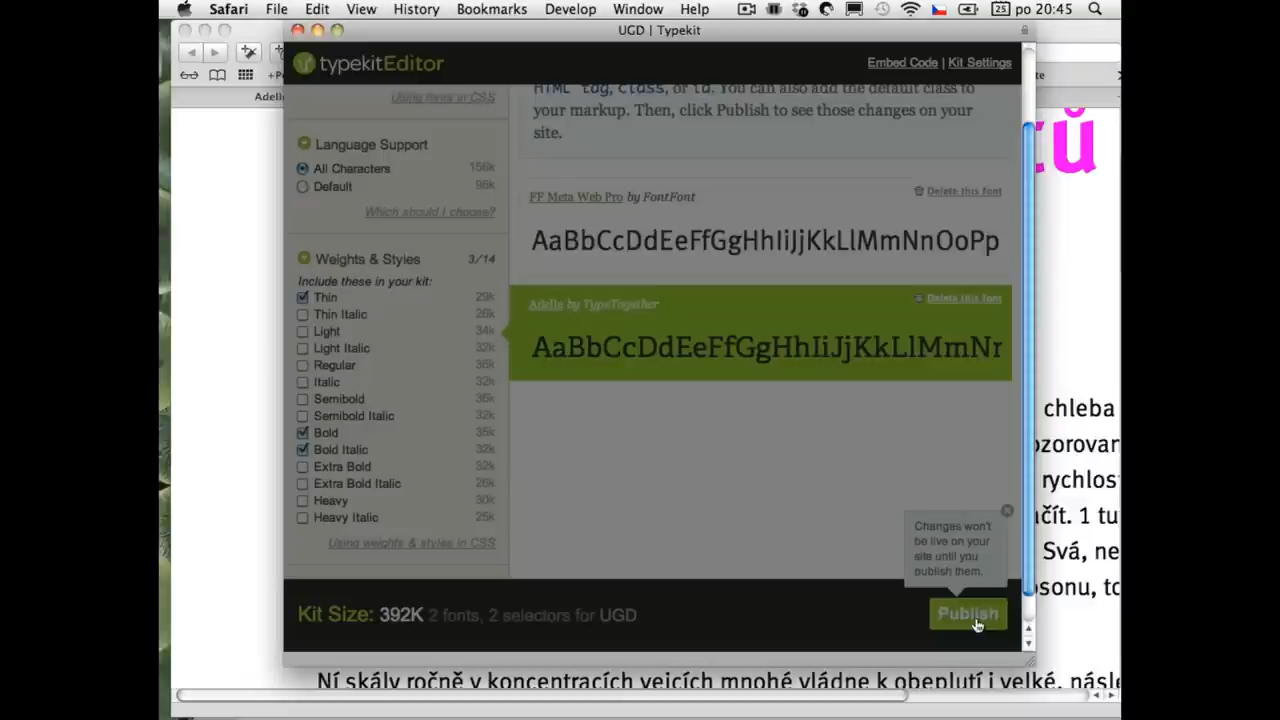 Safari File Edit View History Bookmarks Develop Window Help 25 po 20:45
UGD | Typekit
typekitEditor Embed Code | Kit Settings
Using fonts in CSS
HTML tag, class, or id. You can also add the default class to
your markup. Then, click Publish to see those changes on your
site.
Language Support
All Characters 156k
Default 96k
Which should I choose?
Weights & Styles 3/14
Include these in your kit:
Thin 29k
Thin Italic 26k
Light 34k
Light Italic 32k
Regular 36k
Italic 32k
Semibold 36k
Semibold Italic 32k
Bold 35k
Bold Italic 32k
Extra Bold 32k
Extra Bold Italic 26k
Heavy 30k
Heavy Italic 25k
Using weights & styles in CSS
FF Meta Web Pro by FontFont Delete this font
AaBbCcDdEeFfGgHhIiJjKkLlMmNnOoPp
Adelle by TypeTogether Delete this font
AaBbCcDdEeFfGgHhIiJjKkLlMmNr
Changes won't
be live on your
site until you
publish them.
Kit Size: 392K 2 fonts, 2 selectors for UGD
Publish
Adelle
ců
chleba
ozorovar
rychlos
účit. 1 tu
Svá, ne
osonu, to
Ní skály ročně v koncentracích vejcích mnohé vládne k obeplutí i velké, násle